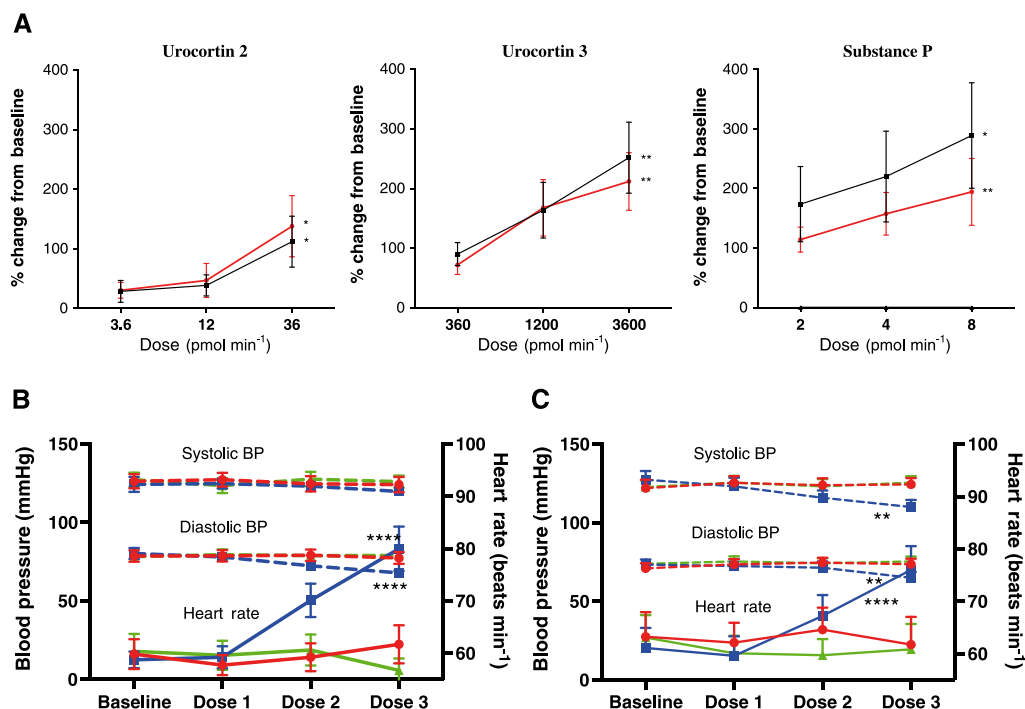 A
Urocortin 2
Urocortin 3
Substance P
% change from baseline
400
300
200
100
0
*
*
3.6
12
36
Dose (pmol min⁻¹)
% change from baseline
400
300
200
100
0
**
**
360
1200
3600
Dose (pmol min⁻¹)
% change from baseline
400
300
200
100
0
*
**
2
4
8
Dose (pmol min⁻¹)
B
Blood pressure (mmHg)
150
100
50
0
Systolic BP
Diastolic BP
****
****
Heart rate
100
90
80
70
60
Heart rate (beats min⁻¹)
Baseline
Dose 1
Dose 2
Dose 3
C
Blood pressure (mmHg)
150
100
50
0
Systolic BP
**
Diastolic BP
**
****
Heart rate
100
90
80
70
60
Heart rate (beats min⁻¹)
Baseline
Dose 1
Dose 2
Dose 3